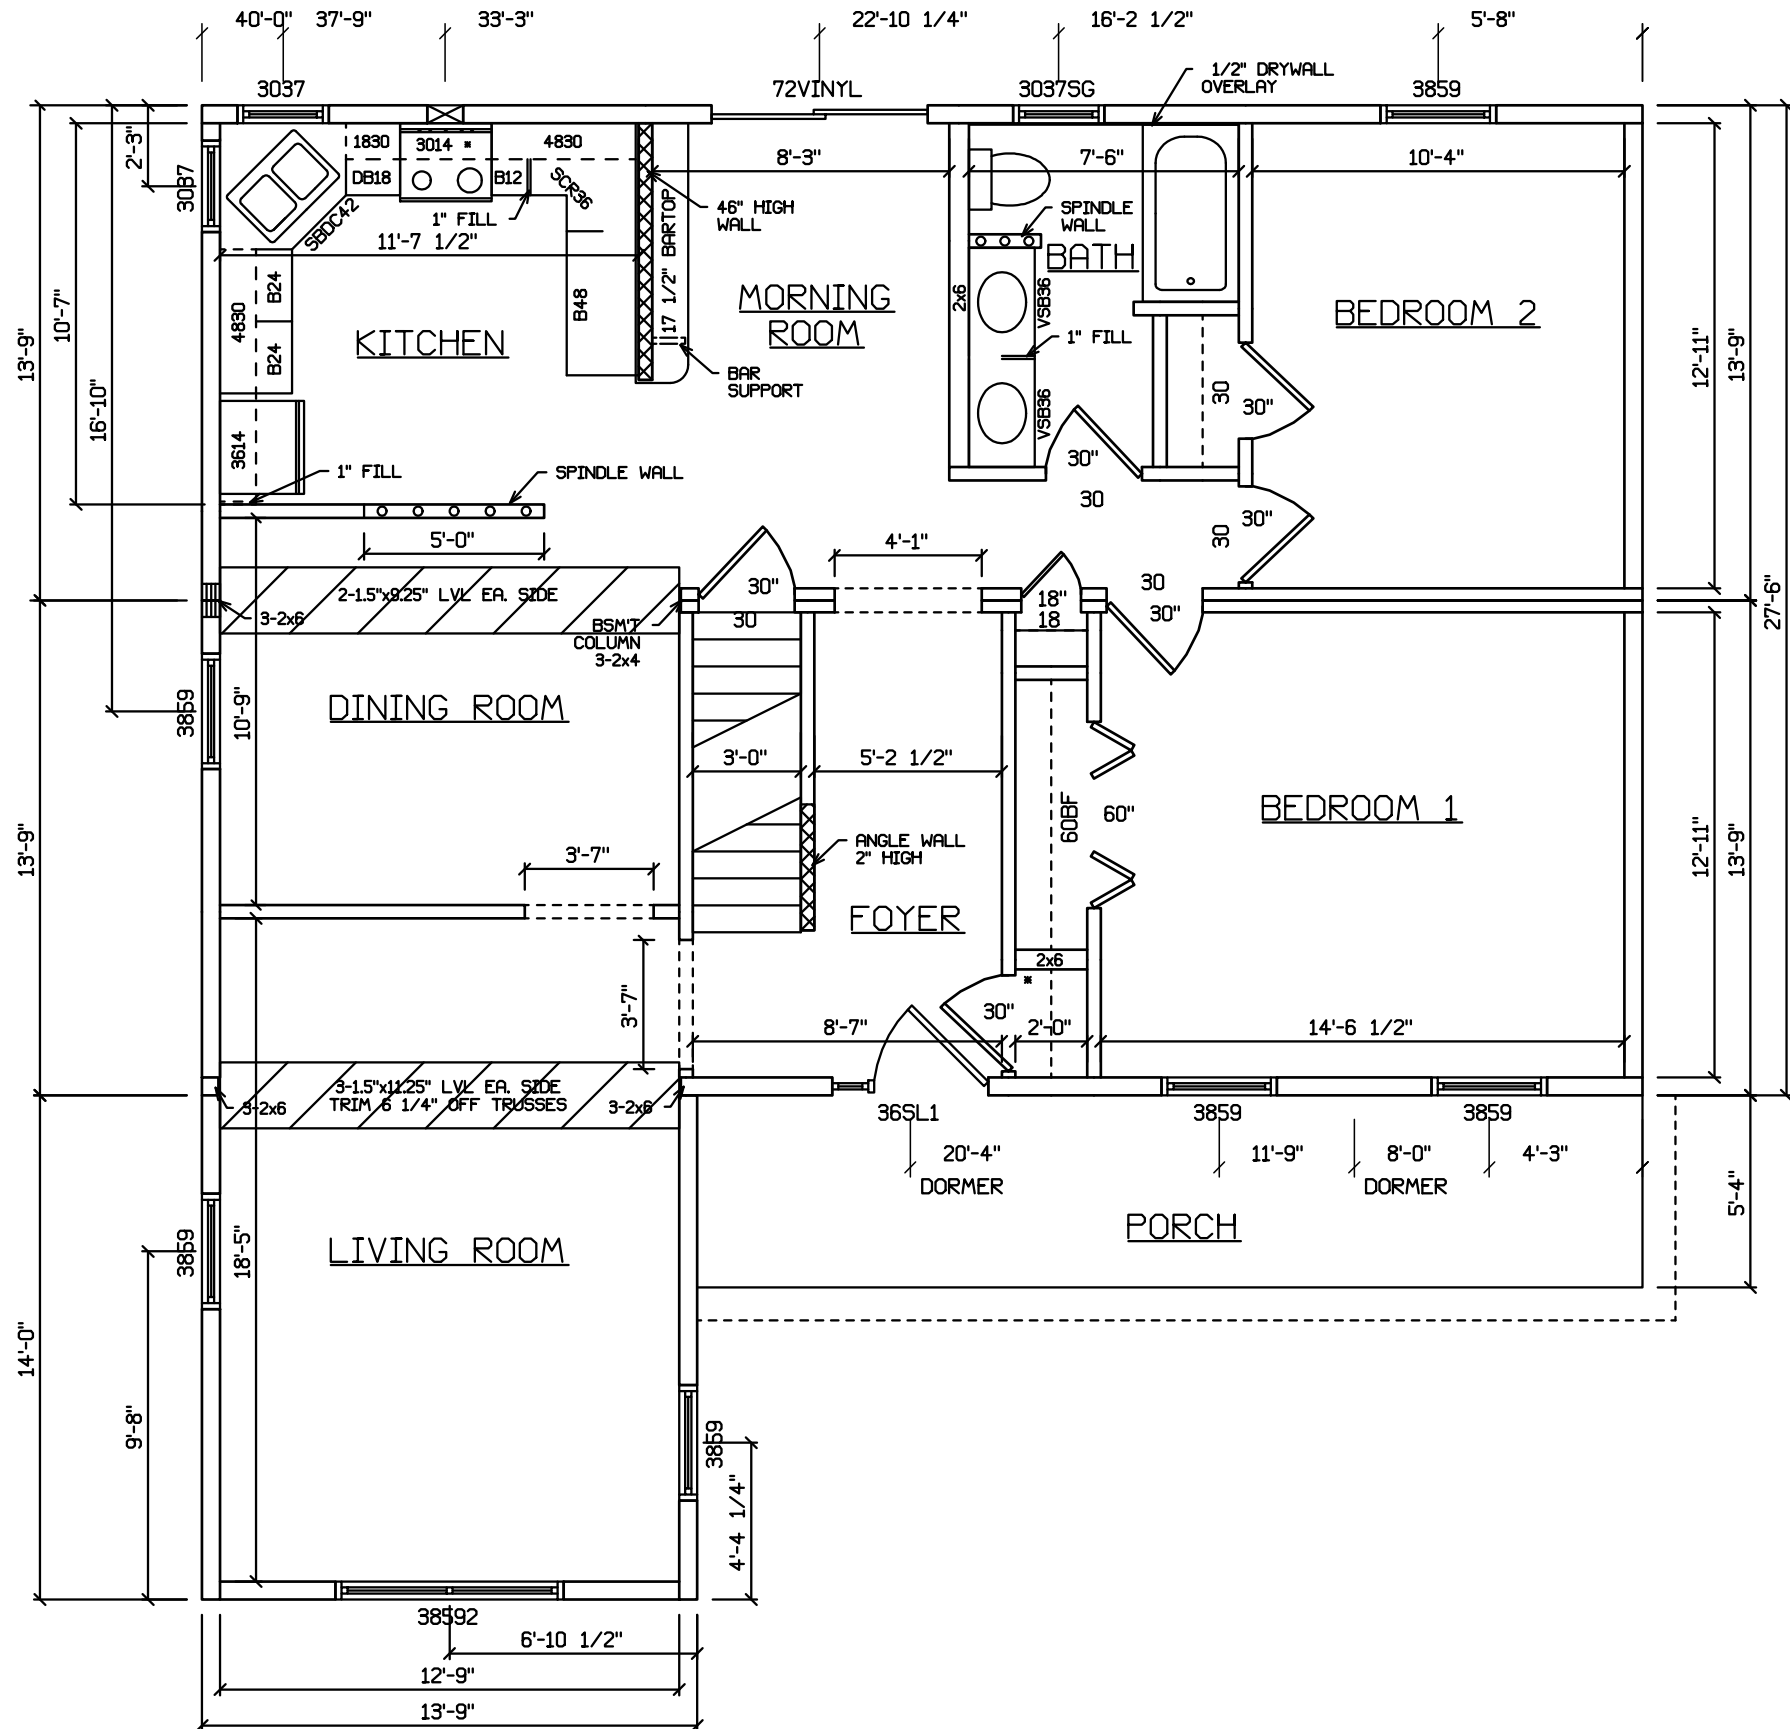 40'-0" 37'-9" 33'-3" 22'-10 1/4" 16'-2 1/2" 5'-8"
1/2" DRYWALL
OVERLAY
3037 72VINYL 3037SG 3859
2'-3"
3037
1830 3014 * 4830
DB18 B12 SCR36
1" FILL
SBDC42
11'-7 1/2"
8'-3" 7'-6" 10'-4"
46" HIGH
WALL
17 1/2" BARTOP
SPINDLE
WALL
BATH
B24
4830
B24
B48
KITCHEN
MORNING
ROOM
2x6
VSB36
1" FILL
VSB36
BEDROOM 2
BAR
SUPPORT
13'-9"
10'-7"
16'-10"
12'-11"
13'-9"
27'-6"
3614
1" FILL
SPINDLE WALL
30
30"
30"
30
30
30"
5'-0"
4'-1"
2-1.5"x9.25" LVL EA. SIDE
3-2x6
BSM'T
COLUMN
3-2x4
30"
30
18"
18
30
30"
DINING ROOM
3859
10'-9"
3'-0" 5'-2 1/2"
60BF
60"
BEDROOM 1
13'-9"
12'-11"
13'-9"
ANGLE WALL
2" HIGH
3'-7"
FOYER
2x6
*
30"
3'-7"
8'-7" 2'-0" 14'-6 1/2"
3-1.5"x11.25" LVL EA. SIDE
TRIM 6 1/4" OFF TRUSSES
3-2x6
3-2x6
36SL1 3859 3859
20'-4" 11'-9" 8'-0" 4'-3"
DORMER DORMER
5'-4"
PORCH
3859
18'-5"
LIVING ROOM
14'-0"
9'-8"
3859
4'-4 1/4"
38592
6'-10 1/2"
12'-9"
13'-9"